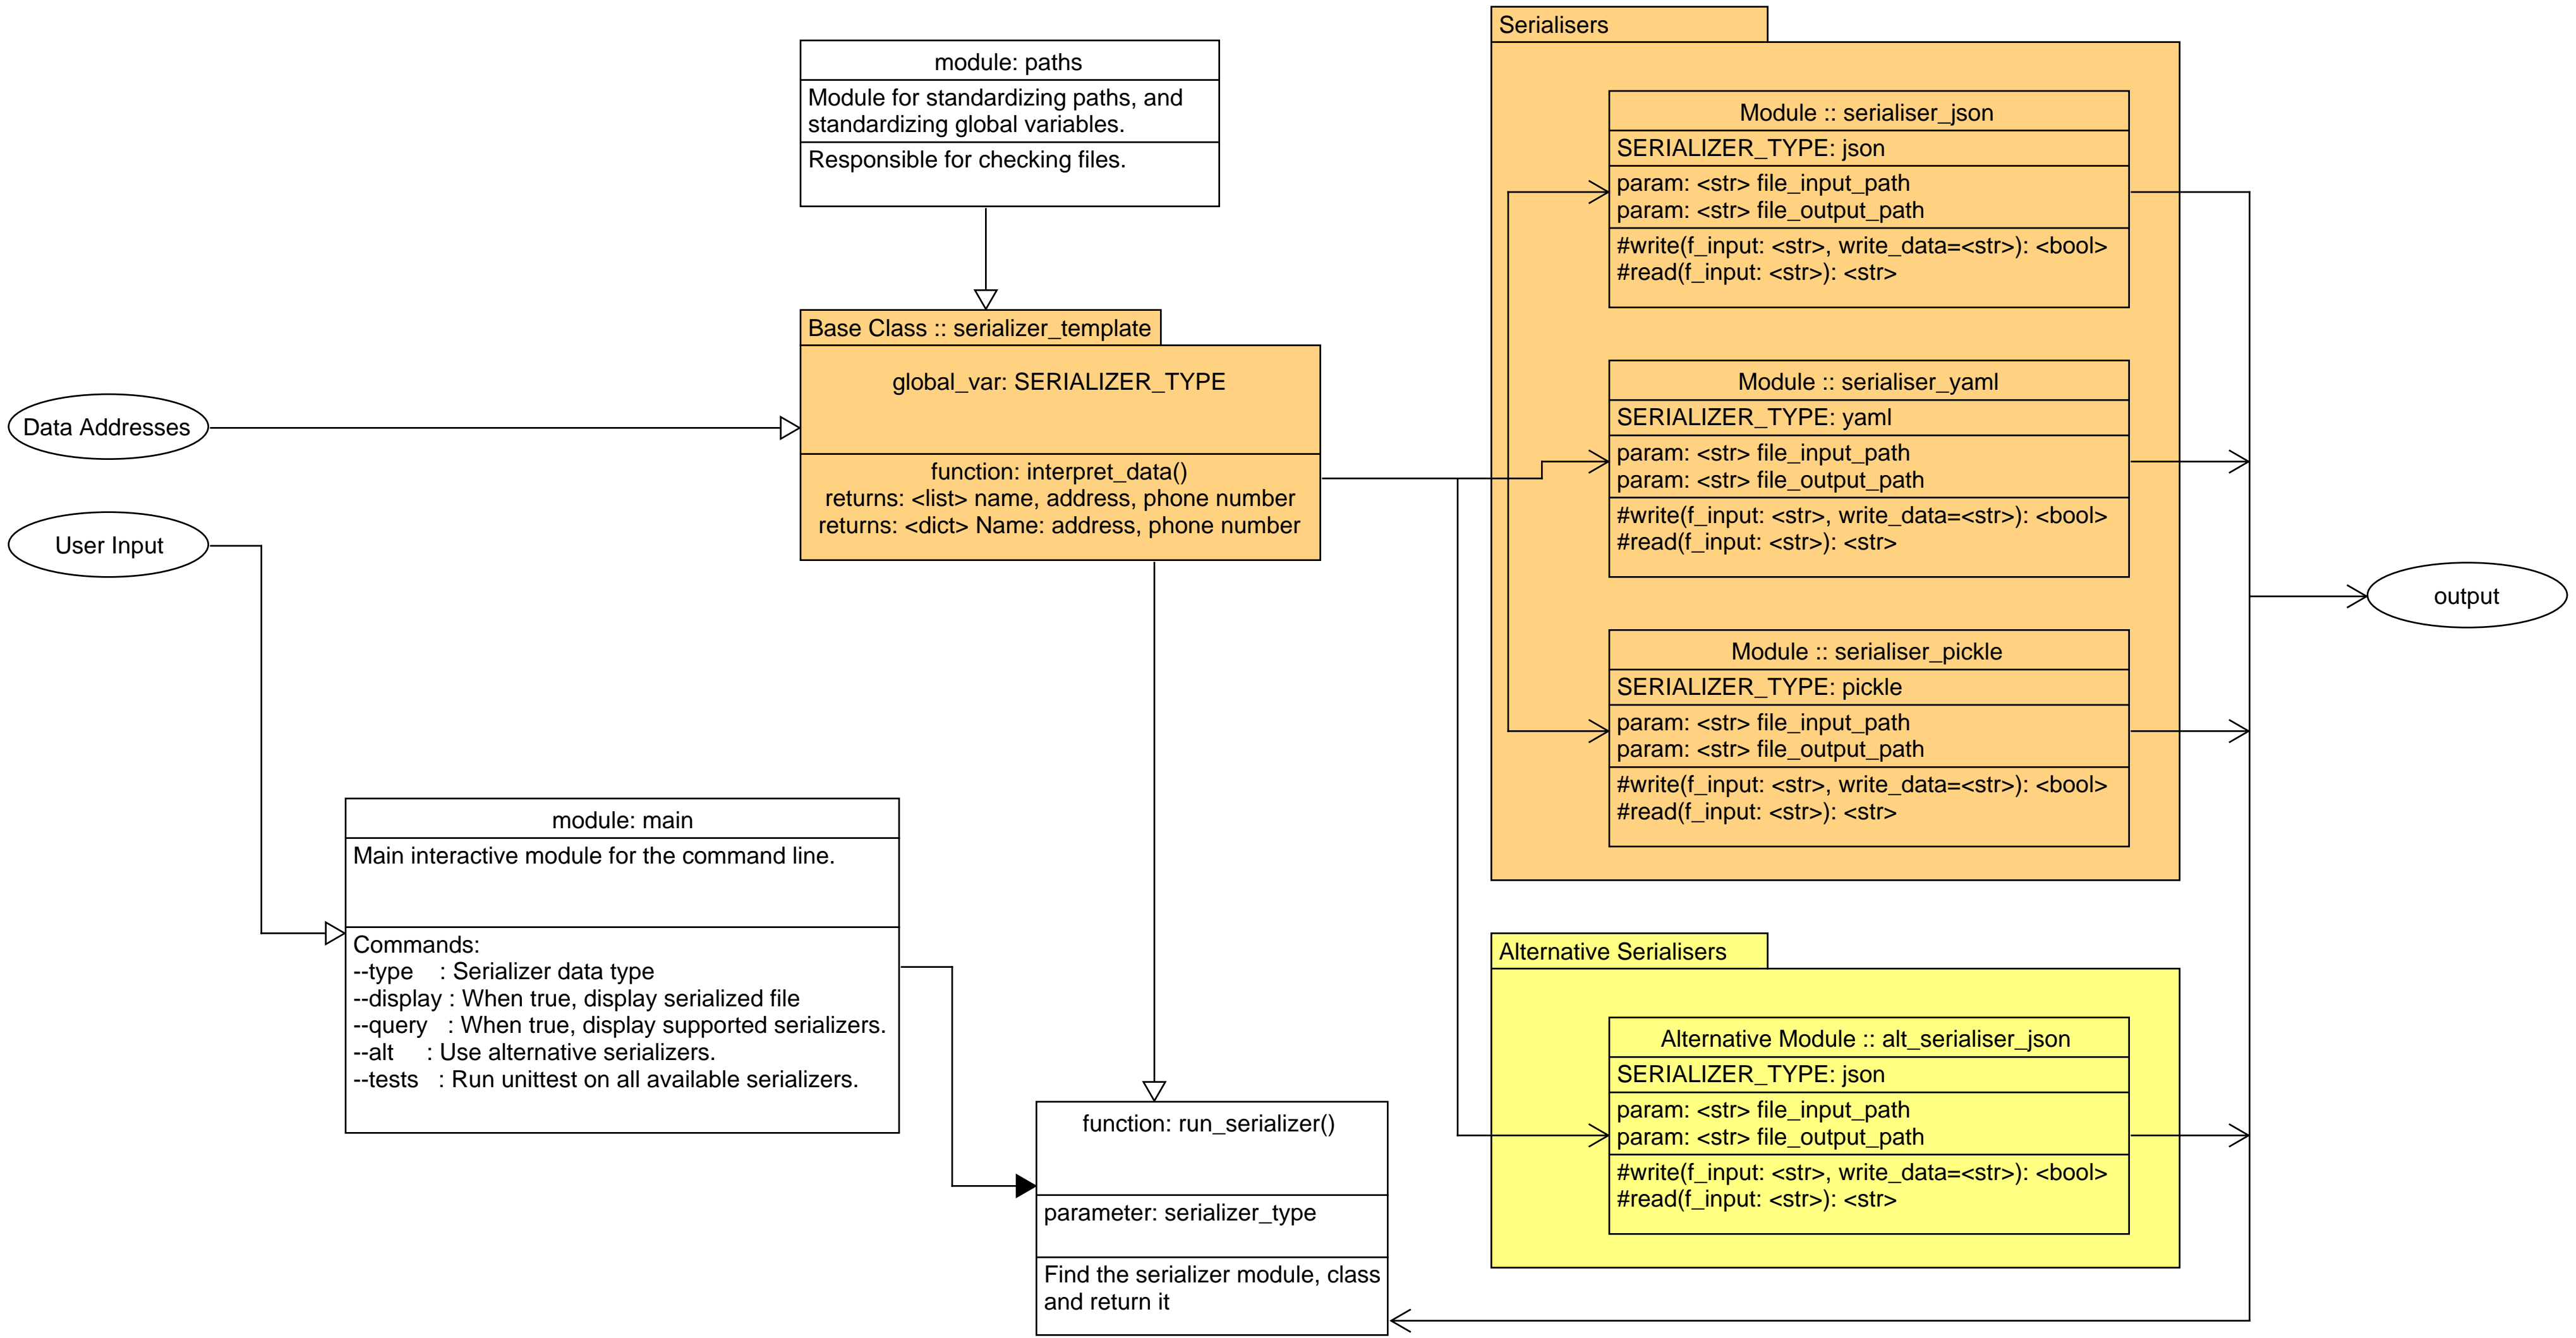 module: paths
Module for standardizing paths, and
standardizing global variables.
Responsible for checking files.
Base Class :: serializer_template
global_var: SERIALIZER_TYPE
function: interpret_data()
returns: <list> name, address, phone number
returns: <dict> Name: address, phone number
Data Addresses
User Input
module: main
Main interactive module for the command line.
Commands:
--type    : Serializer data type
--display : When true, display serialized file
--query   : When true, display supported serializers.
--alt     : Use alternative serializers.
--tests   : Run unittest on all available serializers.
function: run_serializer()
parameter: serializer_type
Find the serializer module, class
and return it
Serialisers
Module :: serialiser_json
SERIALIZER_TYPE: json
param: <str> file_input_path
param: <str> file_output_path
#write(f_input: <str>, write_data=<str>): <bool>
#read(f_input: <str>): <str>
Module :: serialiser_yaml
SERIALIZER_TYPE: yaml
param: <str> file_input_path
param: <str> file_output_path
#write(f_input: <str>, write_data=<str>): <bool>
#read(f_input: <str>): <str>
Module :: serialiser_pickle
SERIALIZER_TYPE: pickle
param: <str> file_input_path
param: <str> file_output_path
#write(f_input: <str>, write_data=<str>): <bool>
#read(f_input: <str>): <str>
Alternative Serialisers
Alternative Module :: alt_serialiser_json
SERIALIZER_TYPE: json
param: <str> file_input_path
param: <str> file_output_path
#write(f_input: <str>, write_data=<str>): <bool>
#read(f_input: <str>): <str>
output